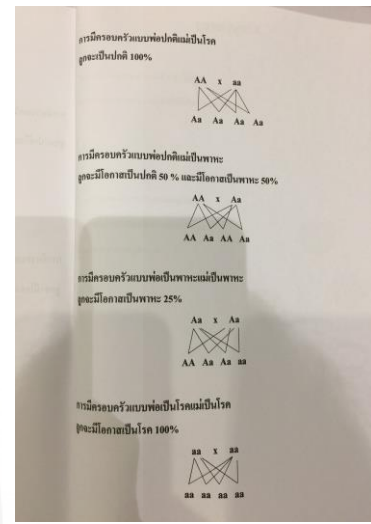 การมีครอบครัวแบบพ่อปกติแม่เป็นโรค
ลูกจะเป็นปกติ 100%
AA x aa
Aa Aa Aa Aa
การมีครอบครัวแบบพ่อปกติแม่เป็นพาหะ
ลูกจะมีโอกาสเป็นปกติ 50 % และมีโอกาสเป็นพาหะ 50%
AA x Aa
AA Aa AA Aa
การมีครอบครัวแบบพ่อเป็นพาหะแม่เป็นพาหะ
ลูกจะมีโอกาสเป็นพาหะ 25%
Aa x Aa
AA Aa Aa aa
การมีครอบครัวแบบพ่อเป็นโรคแม่เป็นโรค
ลูกจะมีโอกาสเป็นโรค 100%
aa x aa
aa aa aa aa